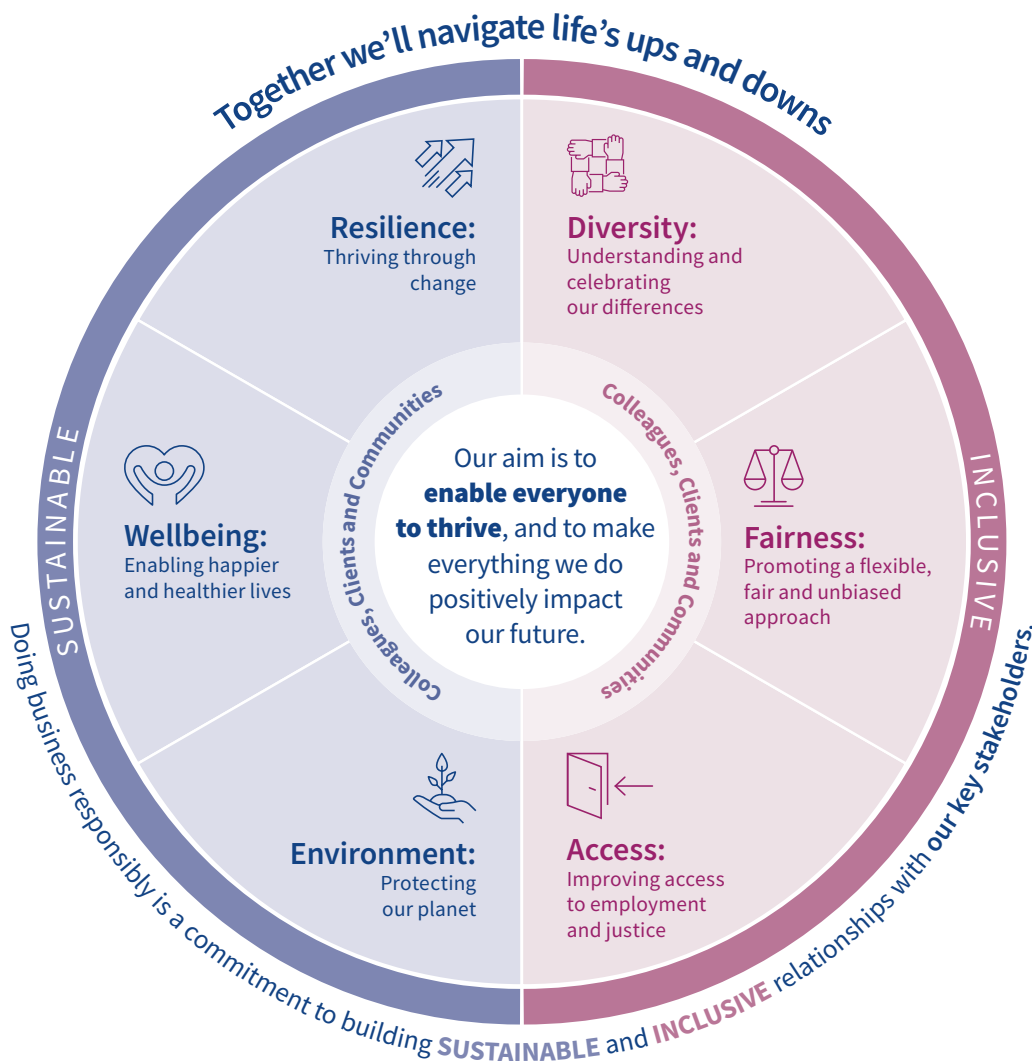 Together we’ll navigate life’s ups and downs
Resilience:
Thriving through
change
Diversity:
Understanding and
celebrating
our differences
SUSTAINABLE
Wellbeing:
Enabling happier
and healthier lives
Colleagues, Clients and Communities
Our aim is to
enable everyone
to thrive, and to make
everything we do
positively impact
our future.
Colleagues, Clients and Communities
Fairness:
Promoting a flexible,
fair and unbiased
approach
INCLUSIVE
Environment:
Protecting
our planet
Access:
Improving access
to employment
and justice
Doing business responsibly is a commitment to building SUSTAINABLE and INCLUSIVE relationships with our key stakeholders.